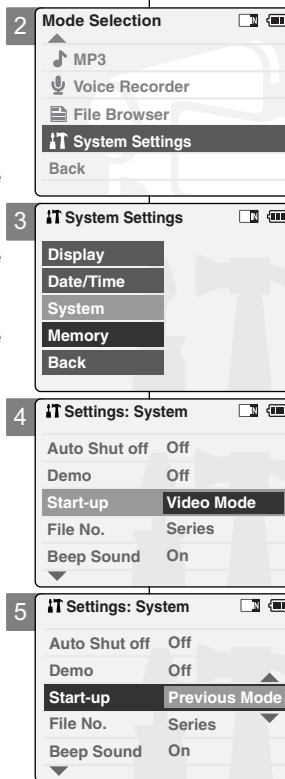 2
Mode Selection
MP3
Voice Recorder
File Browser
System Settings
Back
3
System Settings
Display
Date/Time
System
Memory
Back
4
Settings: System
Auto Shut off Off
Demo Off
Start-up Video Mode
File No. Series
Beep Sound On
5
Settings: System
Auto Shut off Off
Demo Off
Start-up Previous Mode
File No. Series
Beep Sound On